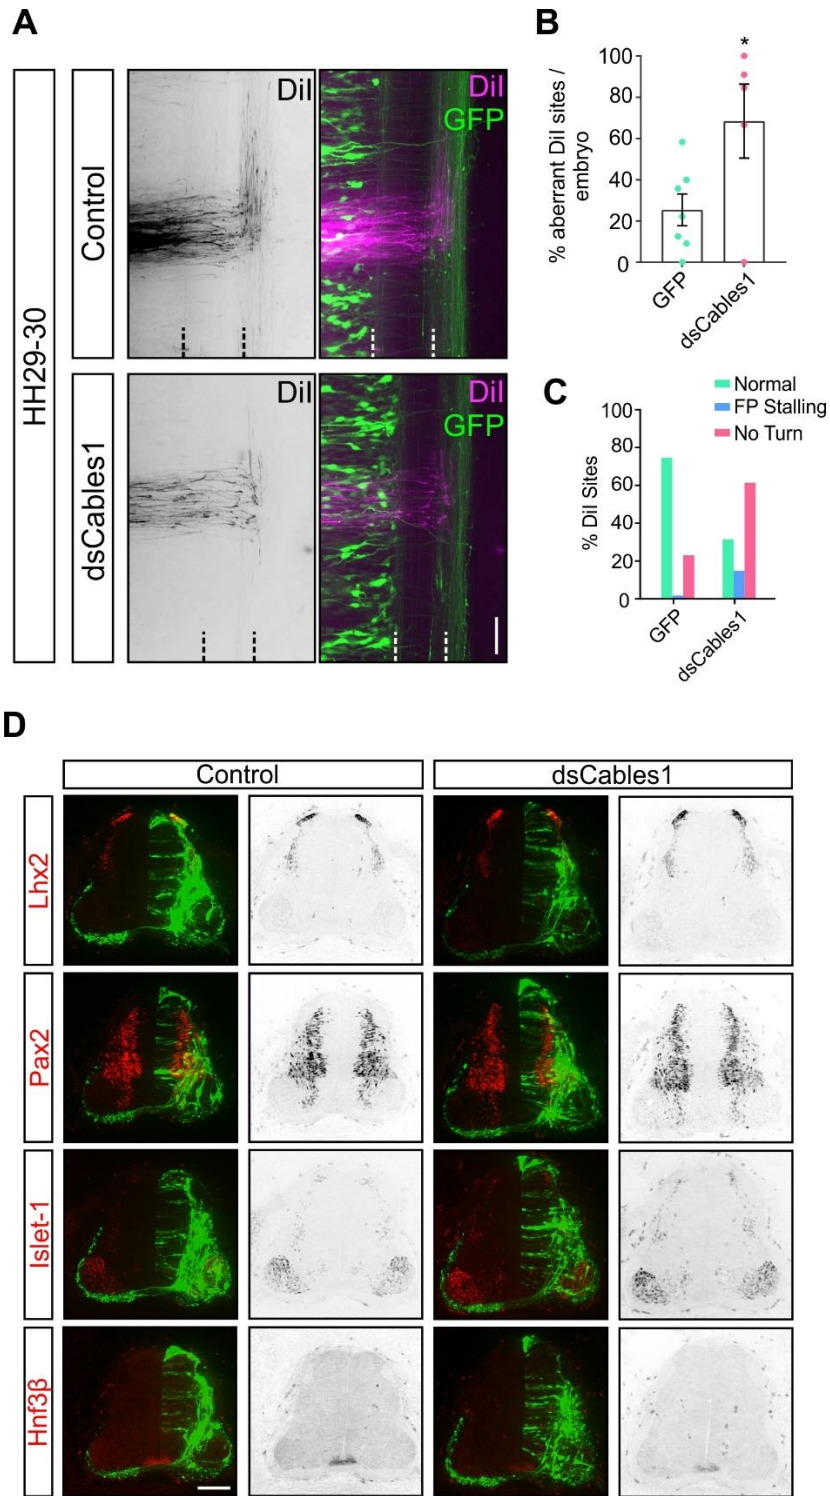 A
HH29-30
Control
DiI
DiI
GFP
dsCables1
DiI
DiI
GFP
B
% aberrant DiI sites /
embryo
100
80
60
40
20
0
*
GFP
dsCables1
C
Normal
FP Stalling
No Turn
% DiI Sites
100
80
60
40
20
0
GFP
dsCables1
D
Control
dsCables1
Lhx2
Pax2
Islet-1
Hnf3β